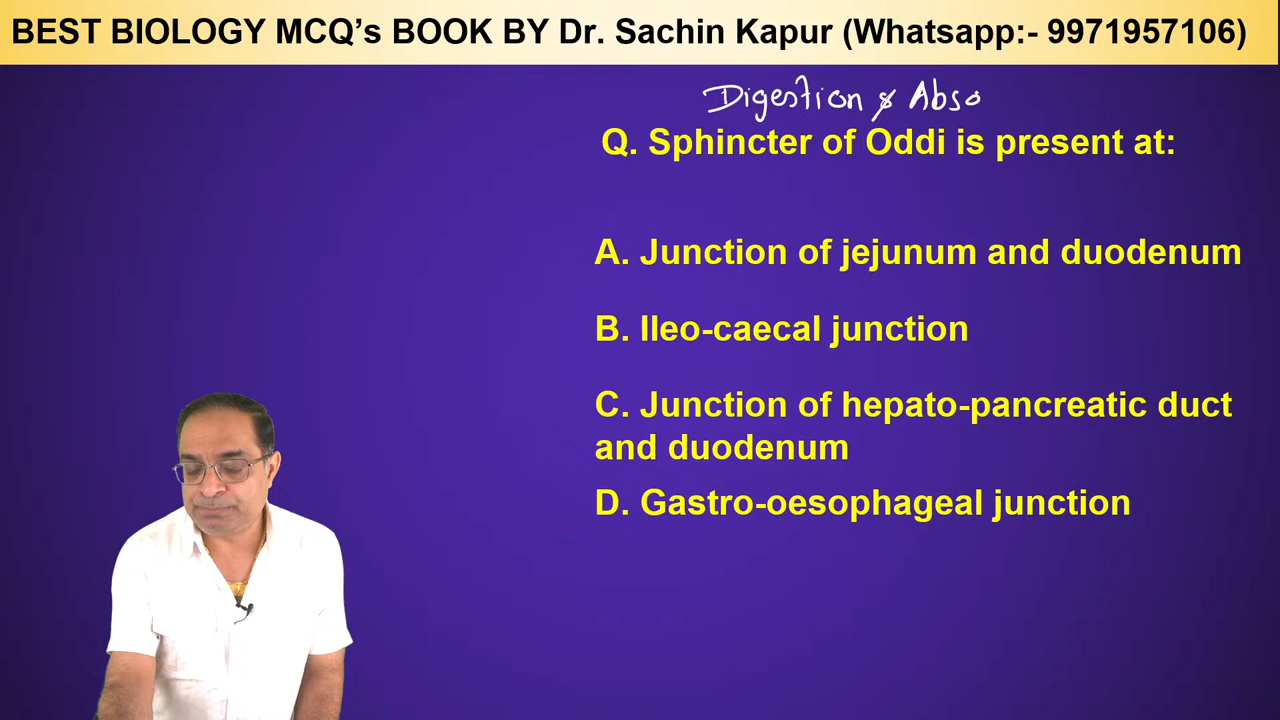 BEST BIOLOGY MCQ's BOOK BY Dr. Sachin Kapur (Whatsapp:- 9971957106)
Digestion & Abso
Q. Sphincter of Oddi is present at:
A. Junction of jejunum and duodenum
B. Ileo-caecal junction
C. Junction of hepato-pancreatic duct
and duodenum
D. Gastro-oesophageal junction